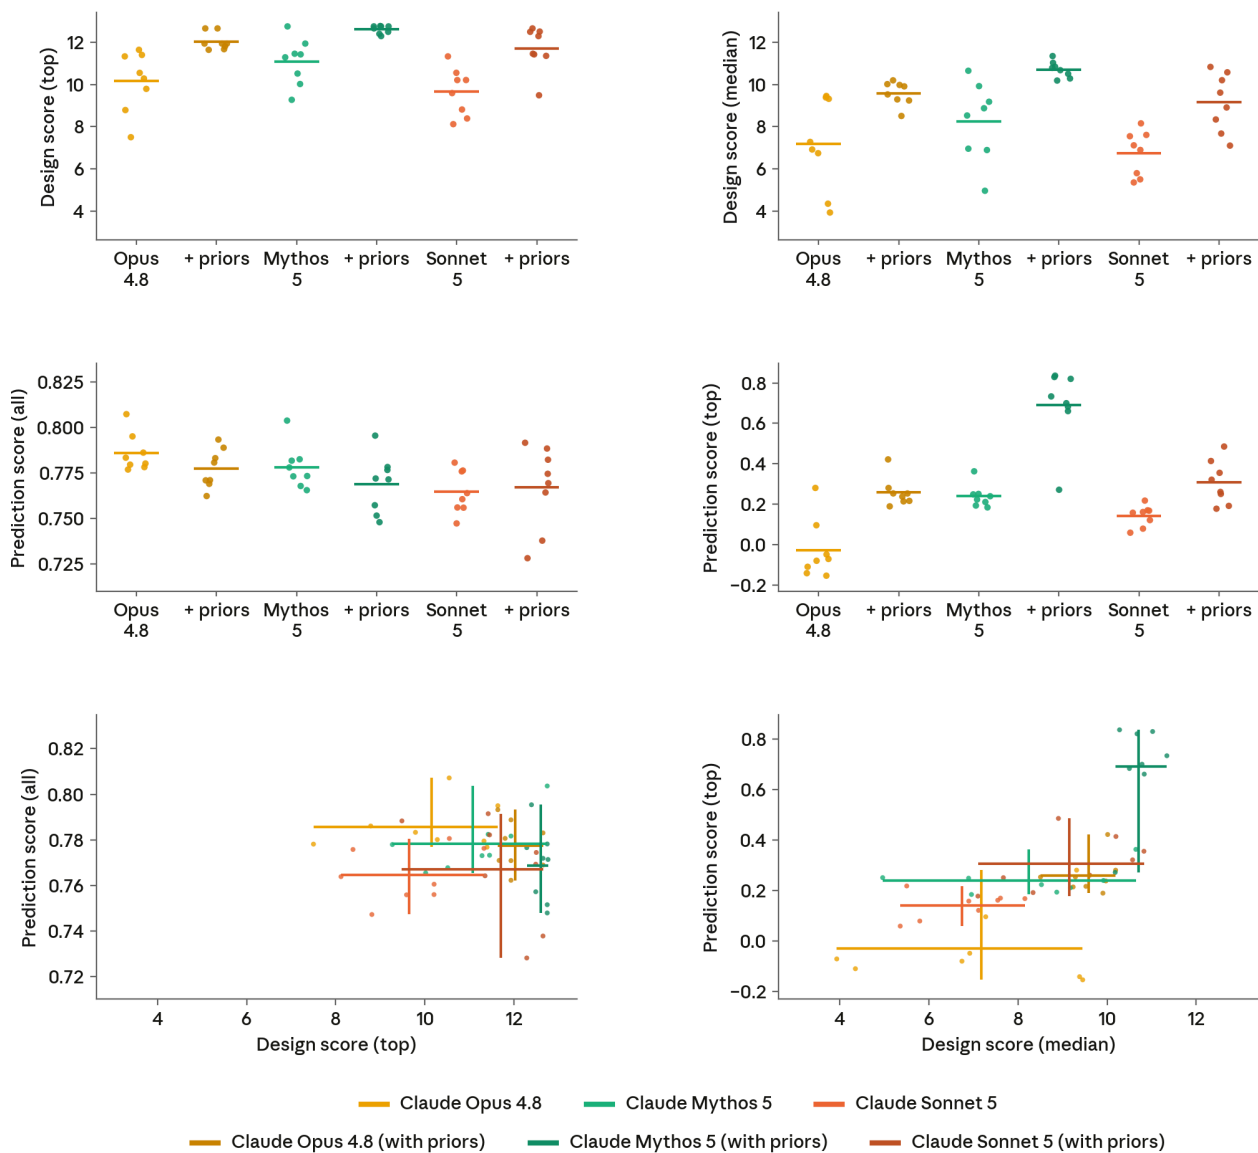 Design score (top)
12
10
8
6
4
Opus 4.8
+ priors
Mythos 5
+ priors
Sonnet 5
+ priors
Design score (median)
12
10
8
6
4
Opus 4.8
+ priors
Mythos 5
+ priors
Sonnet 5
+ priors
Prediction score (all)
0.825
0.800
0.775
0.750
0.725
Opus 4.8
+ priors
Mythos 5
+ priors
Sonnet 5
+ priors
Prediction score (top)
0.8
0.6
0.4
0.2
0.0
−0.2
Opus 4.8
+ priors
Mythos 5
+ priors
Sonnet 5
+ priors
Prediction score (all)
0.82
0.80
0.78
0.76
0.74
0.72
4 6 8 10 12
Design score (top)
Prediction score (top)
0.8
0.6
0.4
0.2
0.0
−0.2
4 6 8 10 12
Design score (median)
Claude Opus 4.8 Claude Mythos 5 Claude Sonnet 5
Claude Opus 4.8 (with priors) Claude Mythos 5 (with priors) Claude Sonnet 5 (with priors)